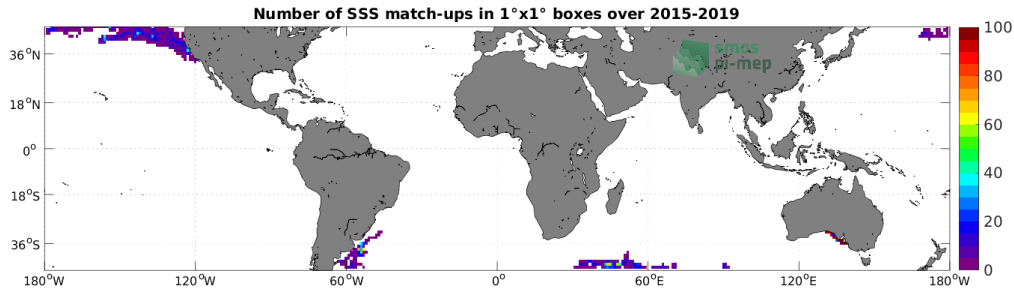 Number of SSS match-ups in 1°x1° boxes over 2015-2019
smos
pi-mep
36°N
18°N
0°
18°S
36°S
180°W
120°W
60°W
0°
60°E
120°E
180°E
100
80
60
40
20
0